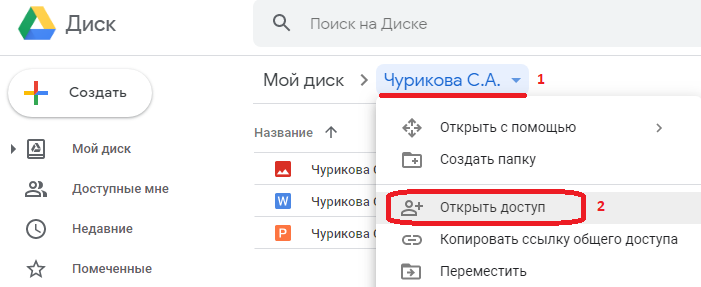 Диск
Поиск на Диске
Создать
Мой диск
Чурикова С.А.
1
Открыть с помощью
Название
Мой диск
Создать папку
Чурикова С
Доступные мне
Чурикова С
Открыть доступ
2
Недавние
Чурикова С
Копировать ссылку общего доступа
Помеченные
Переместить